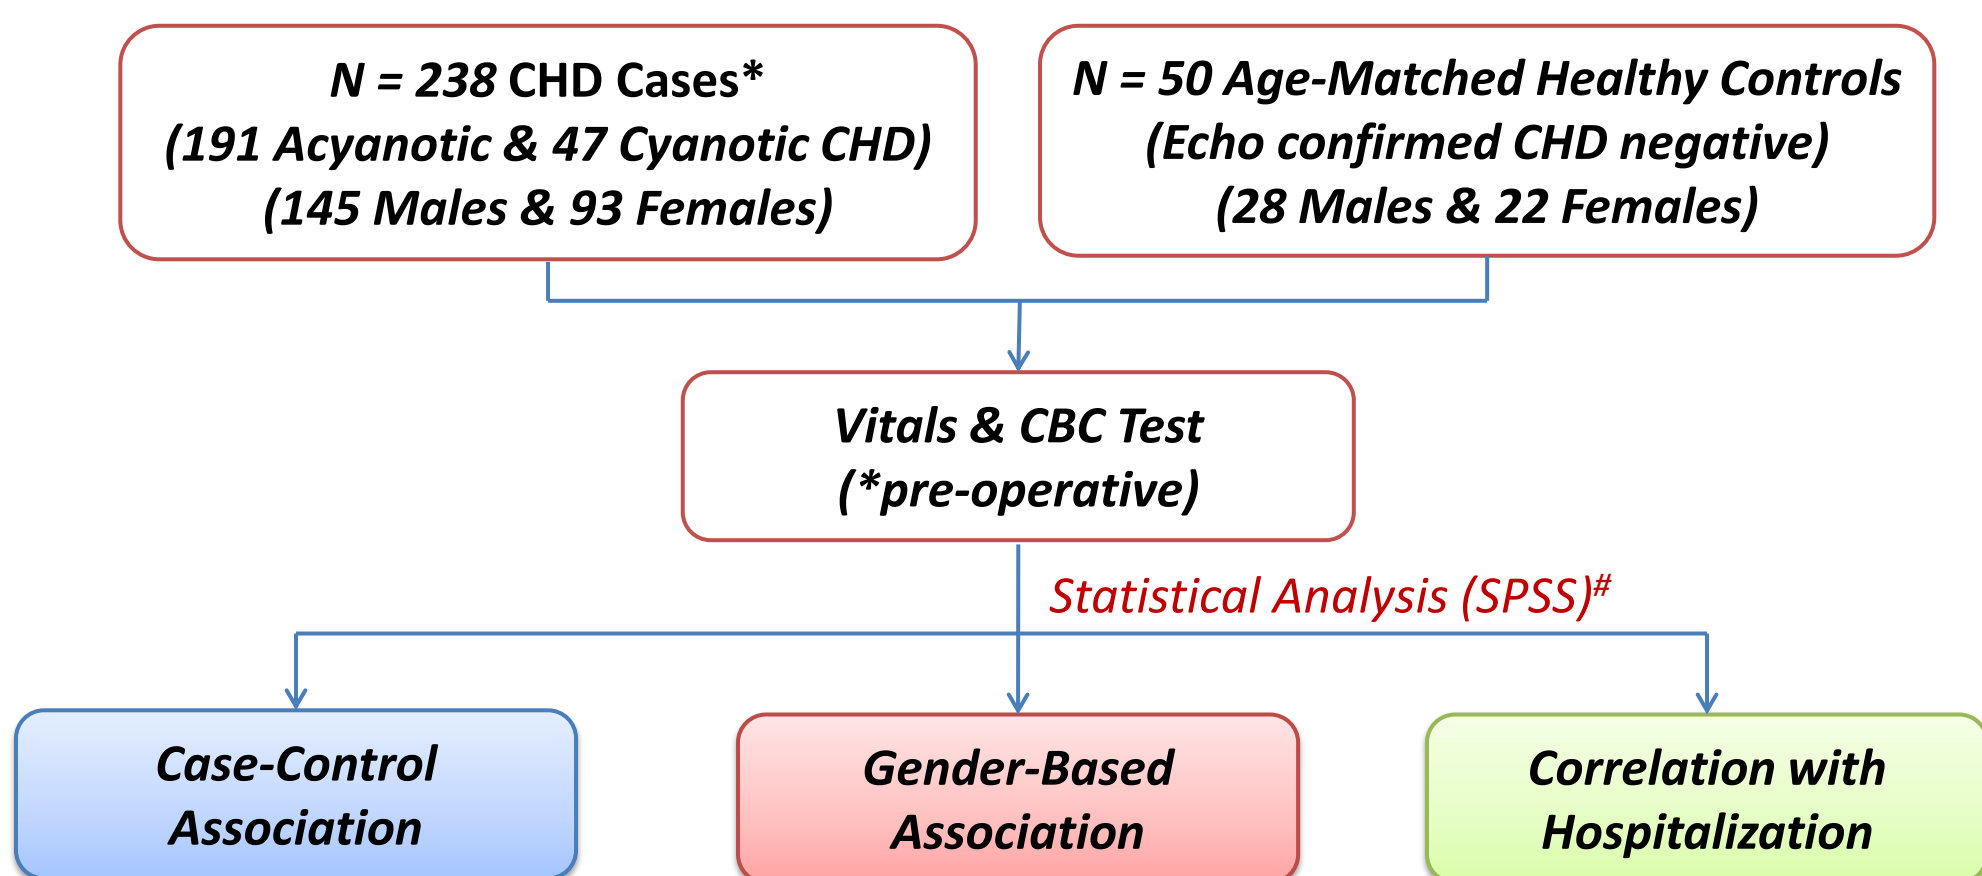 N = 238 CHD Cases*
(191 Acyanotic & 47 Cyanotic CHD)
(145 Males & 93 Females)
N = 50 Age-Matched Healthy Controls
(Echo confirmed CHD negative)
(28 Males & 22 Females)
Vitals & CBC Test
(*pre-operative)
Statistical Analysis (SPSS)#
Case-Control
Association
Gender-Based
Association
Correlation with
Hospitalization